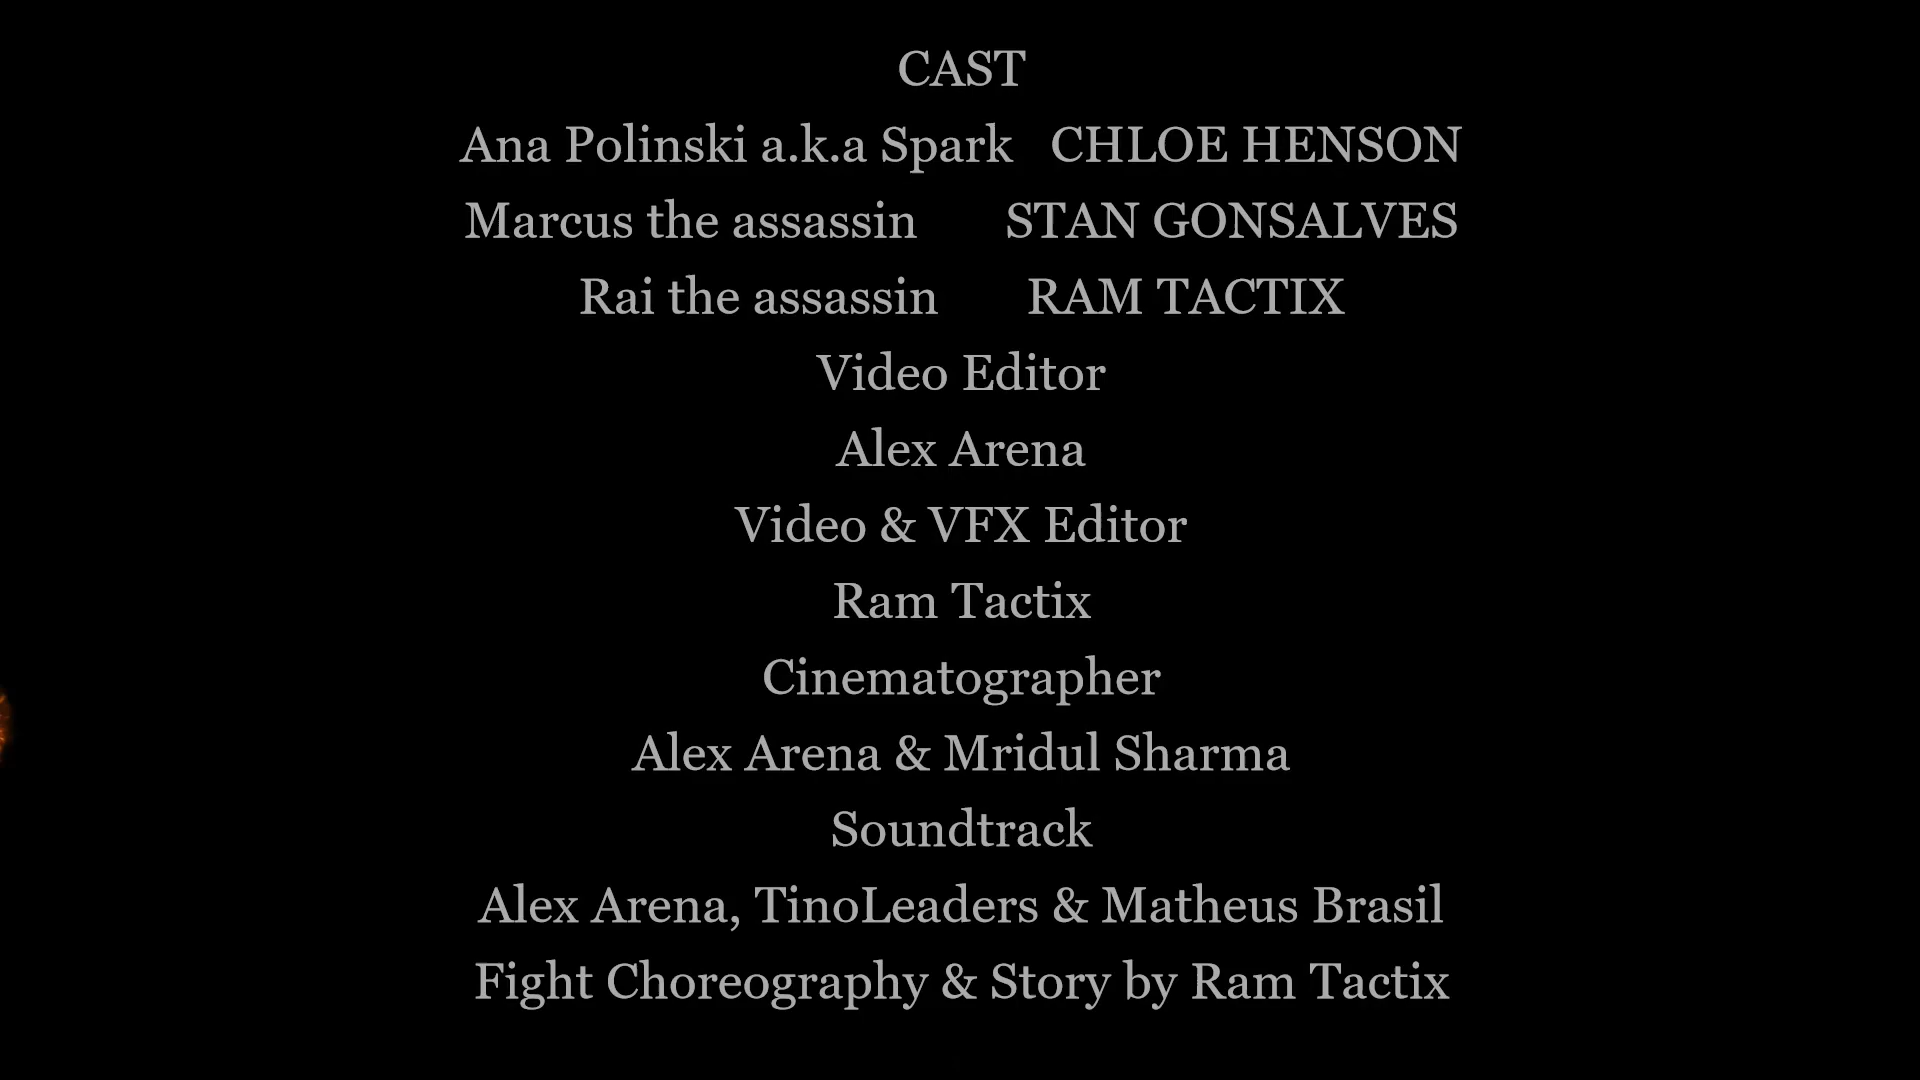 CAST
Ana Polinski a.k.a Spark CHLOE HENSON
Marcus the assassin STAN GONSALVES
Rai the assassin RAM TACTIX
Video Editor
Alex Arena
Video & VFX Editor
Ram Tactix
Cinematographer
Alex Arena & Mridul Sharma
Soundtrack
Alex Arena, TinoLeaders & Matheus Brasil
Fight Choreography & Story by Ram Tactix